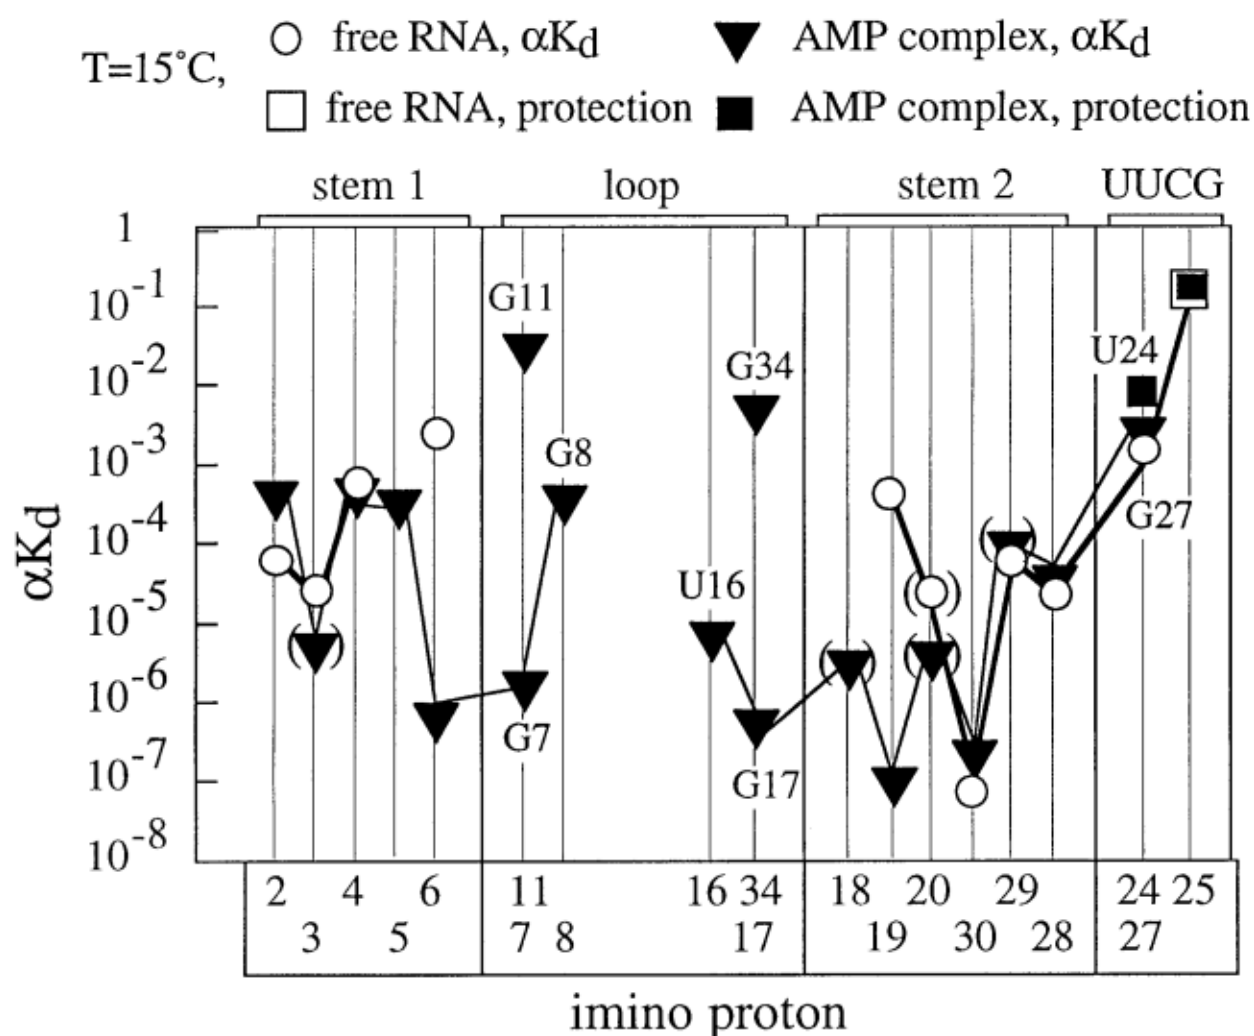 T=15°C,
free RNA, αKd
AMP complex, αKd
free RNA, protection
AMP complex, protection
stem 1
loop
stem 2
UUCG
1
10-1
10-2
10-3
10-4
10-5
10-6
10-7
10-8
αKd
G11
G34
G8
U24
G27
U16
G7
G17
( )
( )
( )
( )
( )
2 4 6 11 16 34 18 20 29 24 25
3 5 7 8 17 19 30 28 27
imino proton